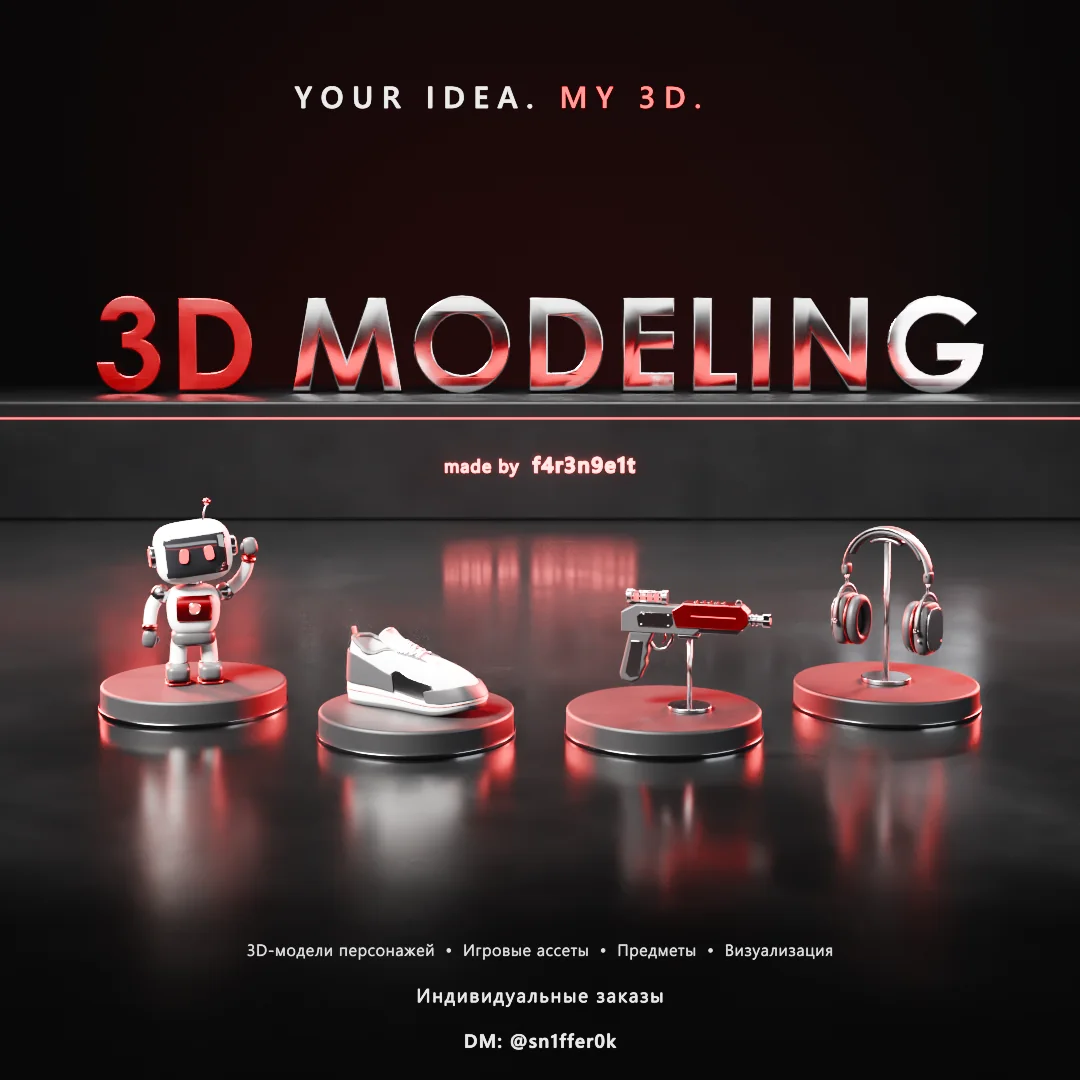 YOUR IDEA. MY 3D.
3D MODELING
made by f4r3n9e1t
3D-модели персонажей • Игровые ассеты • Предметы • Визуализация
Индивидуальные заказы
DM: @sn1ffer0k